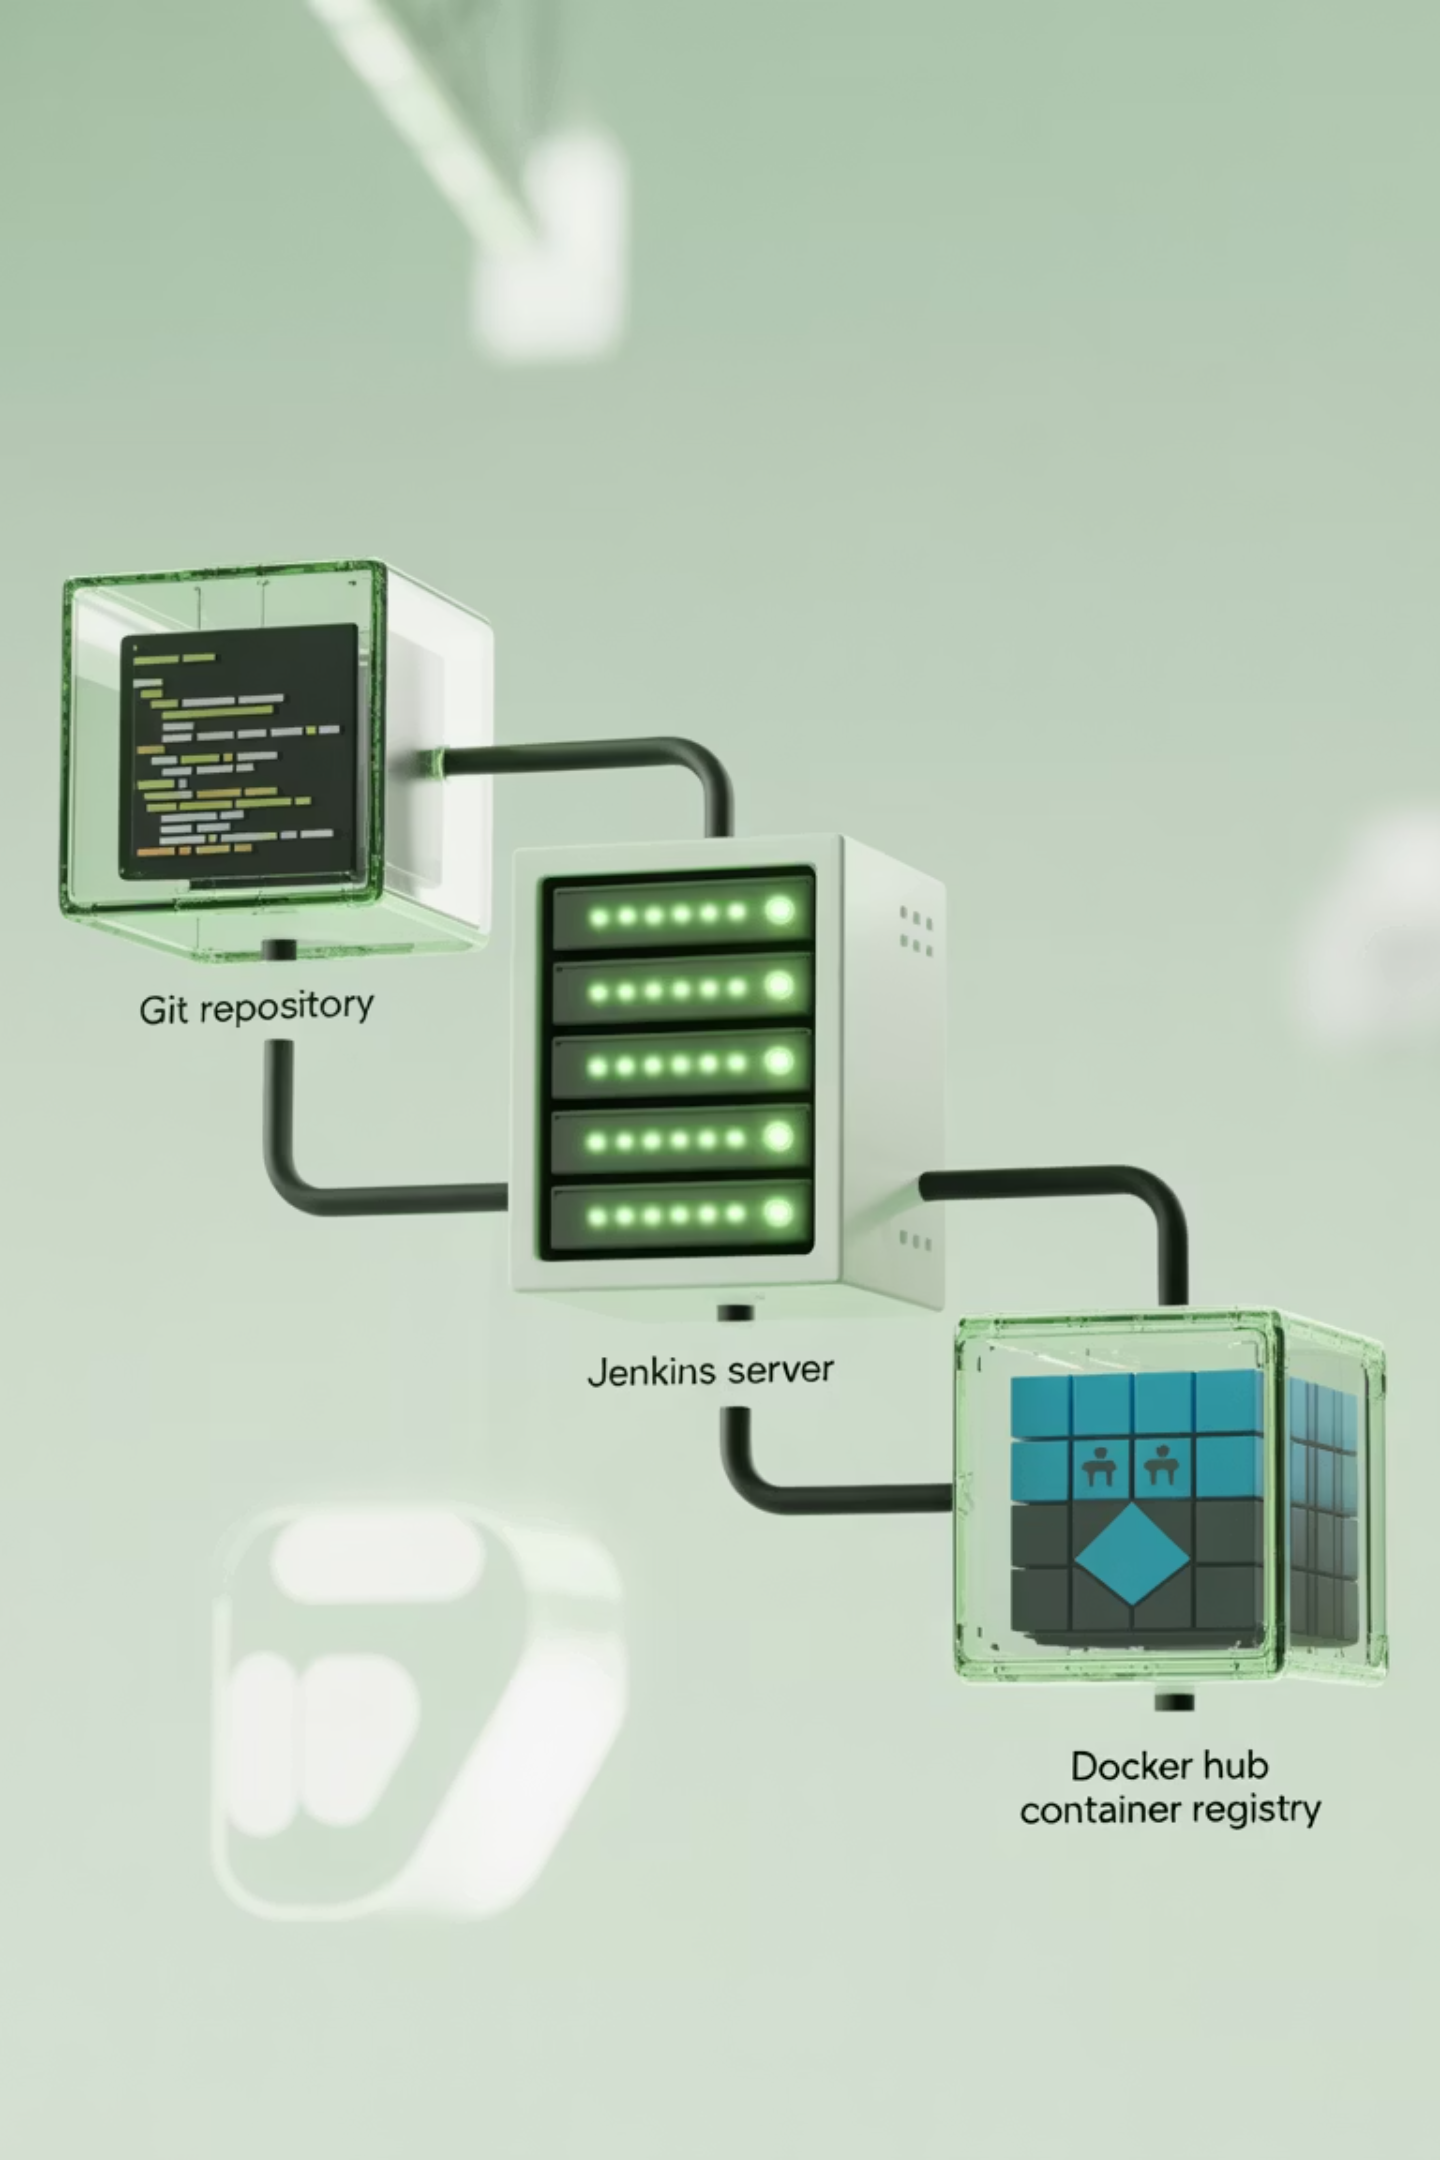 Git repository
Jenkins server
Docker hub
container registry